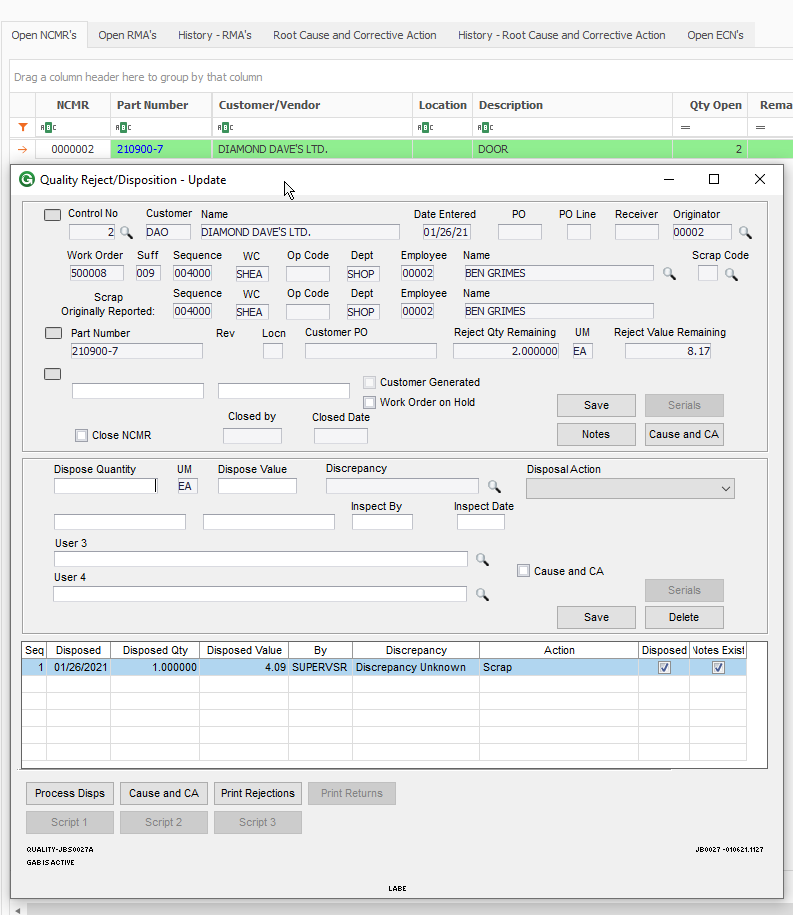 Open NCMR's Open RMA's History - RMA's Root Cause and Corrective Action History - Root Cause and Corrective Action Open ECN's
Drag a column header here to group by that column
NCMR Part Number Customer/Vendor Location Description Qty Open Rema
ABC ABC ABC ABC ABC = =
0000002 210900-7 DIAMOND DAVE'S LTD. DOOR 2
G Quality Reject/Disposition - Update
Control No Customer Name Date Entered PO PO Line Receiver Originator
2 DAO DIAMOND DAVE'S LTD. 01/26/21 00002
Work Order Suff Sequence WC Op Code Dept Employee Name Scrap Code
500008 009 004000 SHEA SHOP 00002 BEN GRIMES
Scrap Sequence WC Op Code Dept Employee Name
Originally Reported: 004000 SHEA SHOP 00002 BEN GRIMES
Part Number Rev Locn Customer PO Reject Qty Remaining UM Reject Value Remaining
210900-7 2.000000 EA 8.17
Customer Generated
Work Order on Hold
Save Serials
Closed by Closed Date
Close NCMR
Notes Cause and CA
Dispose Quantity UM Dispose Value Discrepancy Disposal Action
EA
Inspect By Inspect Date
User 3
Cause and CA
User 4
Serials
Save Delete
Seq Disposed Disposed Qty Disposed Value By Discrepancy Action Disposed Notes Exist
1 01/26/2021 1.000000 4.09 SUPERVSR Discrepancy Unknown Scrap
Process Disps Cause and CA Print Rejections Print Returns
Script 1 Script 2 Script 3
QUALITY-JBS0027A JB0027 -010621.1127
GAB IS ACTIVE
LABE